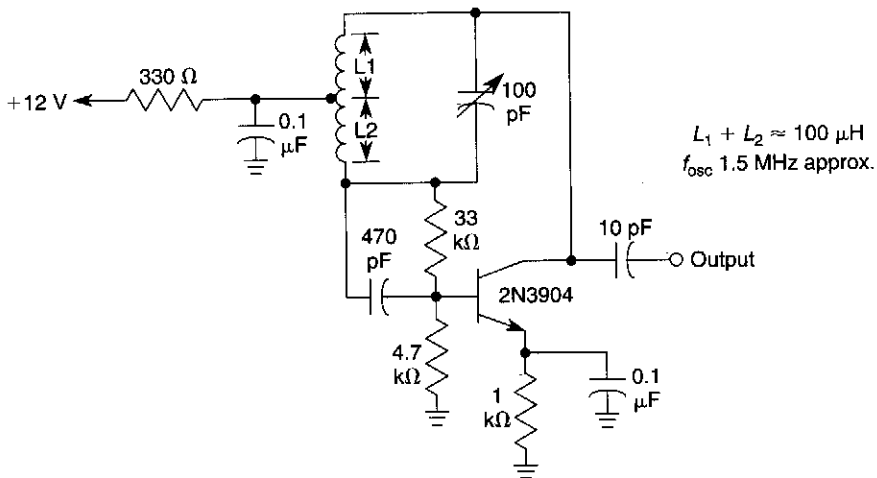 330 Ω
+12 V
0.1
μF
L1
L2
100
pF
L₁ + L₂ ≈ 100 μH
fosc 1.5 MHz approx.
33
kΩ
470
pF
10 pF
Output
2N3904
4.7
kΩ
1
kΩ
0.1
μF